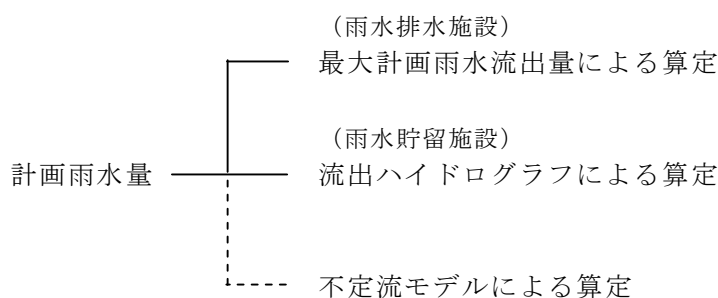 （雨水排水施設）
最大計画雨水流出量による算定
（雨水貯留施設）
計画雨水量
流出ハイドログラフによる算定
不定流モデルによる算定